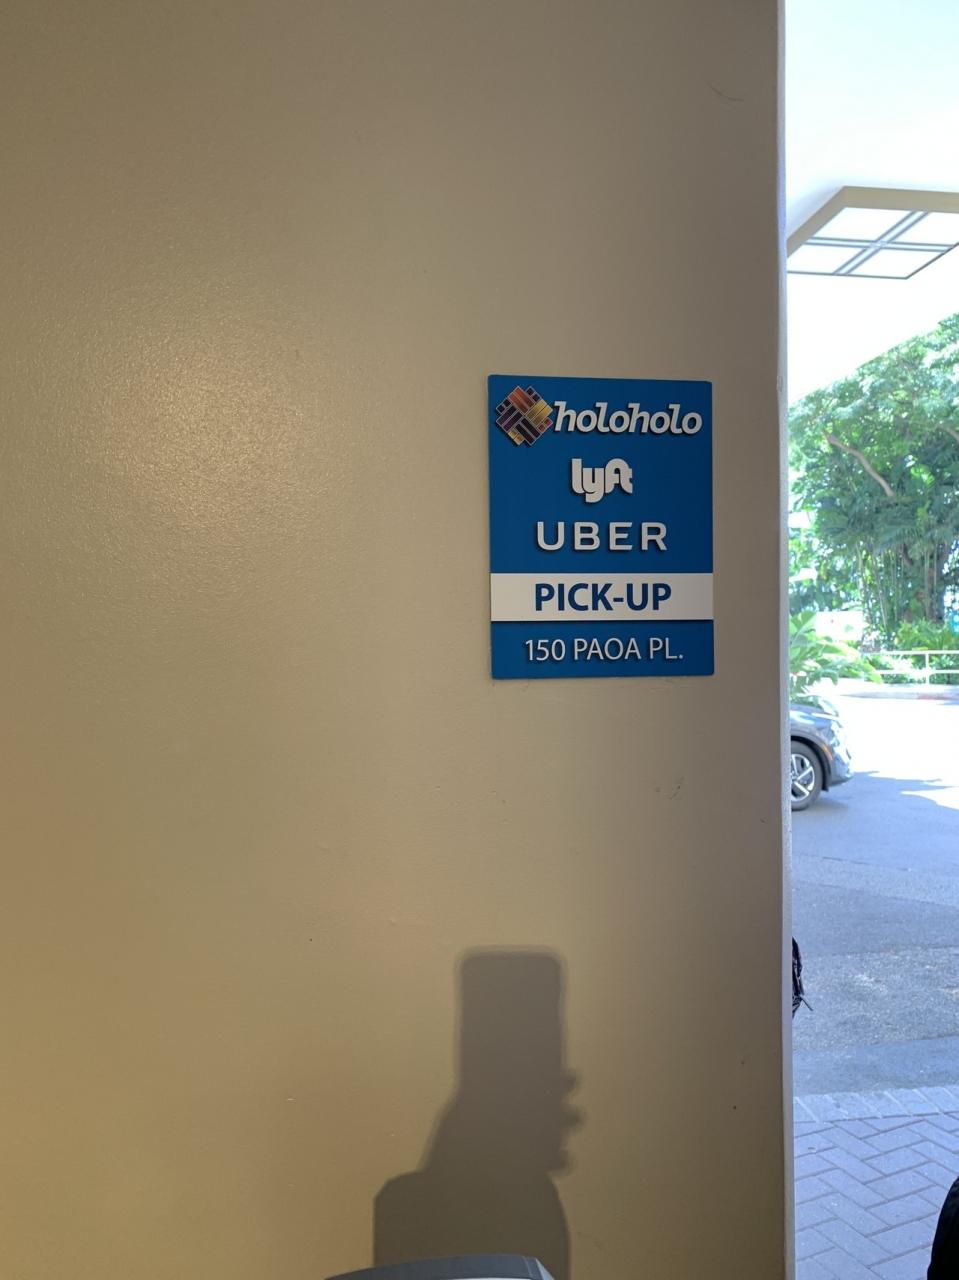 holoholo
lyft
UBER
PICK-UP
150 PAOA PL.